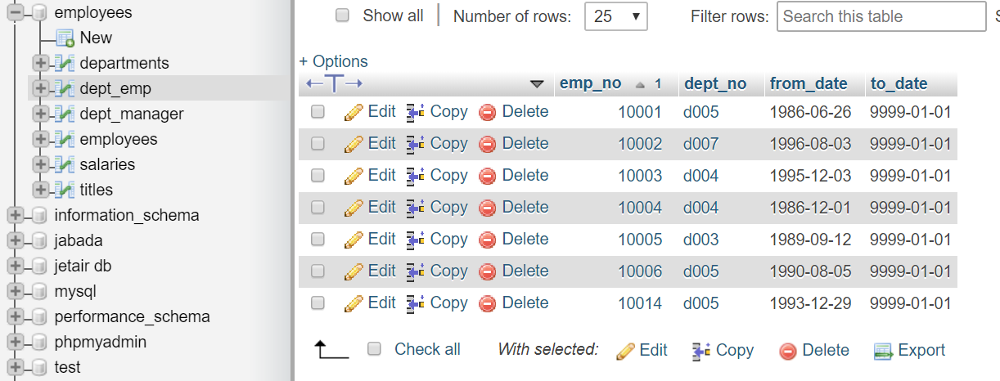 employees
New
departments
dept_emp
dept_manager
employees
salaries
titles
information_schema
jabada
jetair db
mysql
performance_schema
phpmyadmin
test
Show all Number of rows: 25 Filter rows: Search this table
+ Options
emp_no 1 dept_no from_date to_date
Edit Copy Delete 10001 d005 1986-06-26 9999-01-01
Edit Copy Delete 10002 d007 1996-08-03 9999-01-01
Edit Copy Delete 10003 d004 1995-12-03 9999-01-01
Edit Copy Delete 10004 d004 1986-12-01 9999-01-01
Edit Copy Delete 10005 d003 1989-09-12 9999-01-01
Edit Copy Delete 10006 d005 1990-08-05 9999-01-01
Edit Copy Delete 10014 d005 1993-12-29 9999-01-01
Check all With selected: Edit Copy Delete Export